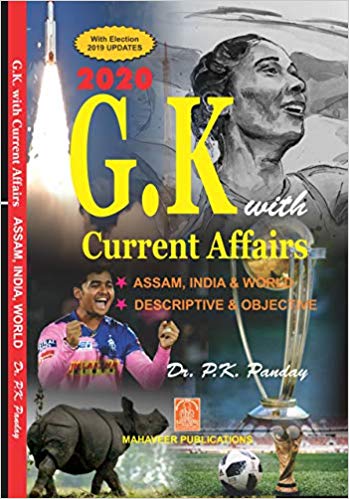 G.K. with Current Affairs ASSAM, INDIA, WORLD Dr. P.K. Panday
With Election
2019 UPDATES
2020
G.K with
Current Affairs
ASSAM, INDIA & WORLD
DESCRIPTIVE & OBJECTIVE
Dr. P.K. Panday
MAHAVEER PUBLICATIONS